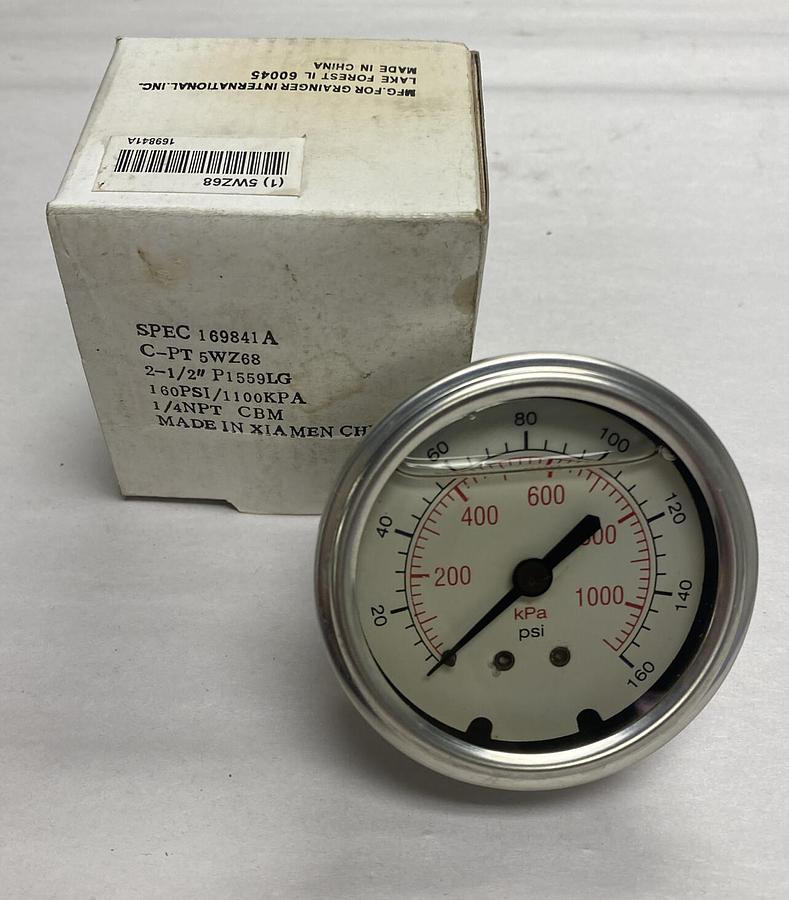 MFG.FOR GRAINGER INTERNATIONAL.INC.
LAKE FOREST IL 60045
MADE IN CHINA
(1) 5WZ68
169841A
SPEC 169841A
C-PT 5WZ68
2-1/2" P1559LG
160PSI/1100KPA
1/4NPT CBM
MADE IN XIAMEN CH
80
60
100
600
400
120
40
200
1000
140
20
kPa
psi
160